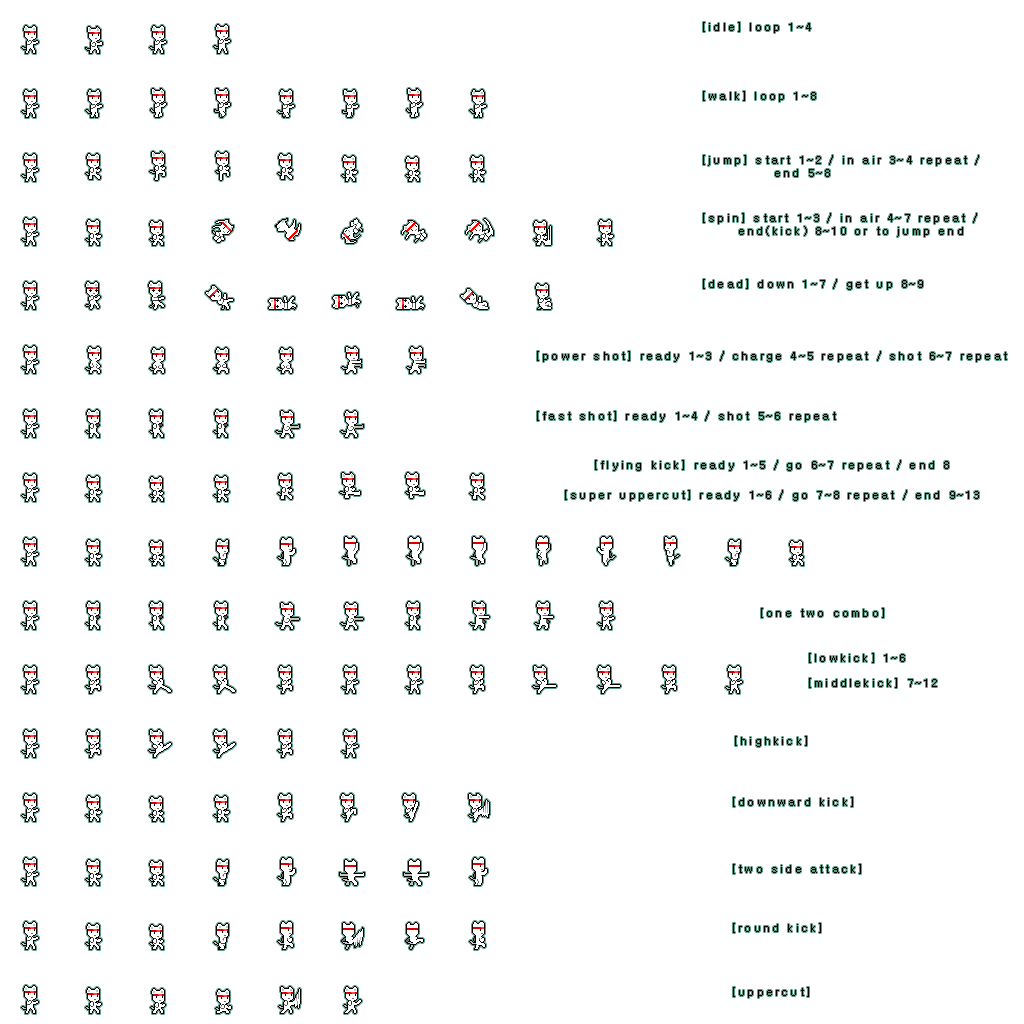 [idle] loop 1~4
[walk] loop 1~8
[jump] start 1~2 / in air 3~4 repeat /
end 5~8
[spin] start 1~3 / in air 4~7 repeat /
end(kick) 8~10 or to jump end
[dead] down 1~7 / get up 8~9
[power shot] ready 1~3 / charge 4~5 repeat / shot 6~7 repeat
[fast shot] ready 1~4 / shot 5~6 repeat
[flying kick] ready 1~5 / go 6~7 repeat / end 8
[super uppercut] ready 1~6 / go 7~8 repeat / end 9~13
[one two combo]
[lowkick] 1~6
[middlekick] 7~12
[highkick]
[downward kick]
[two side attack]
[round kick]
[uppercut]